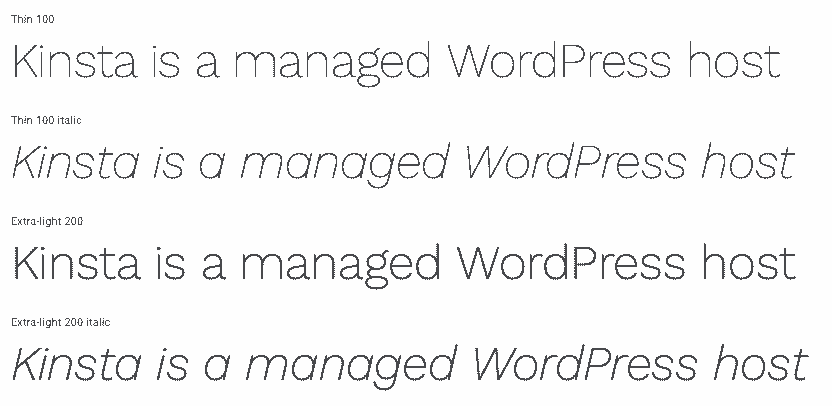 Thin 100
Kinsta is a managed WordPress host
Thin 100 italic
Kinsta is a managed WordPress host
Extra-light 200
Kinsta is a managed WordPress host
Extra-light 200 italic
Kinsta is a managed WordPress host